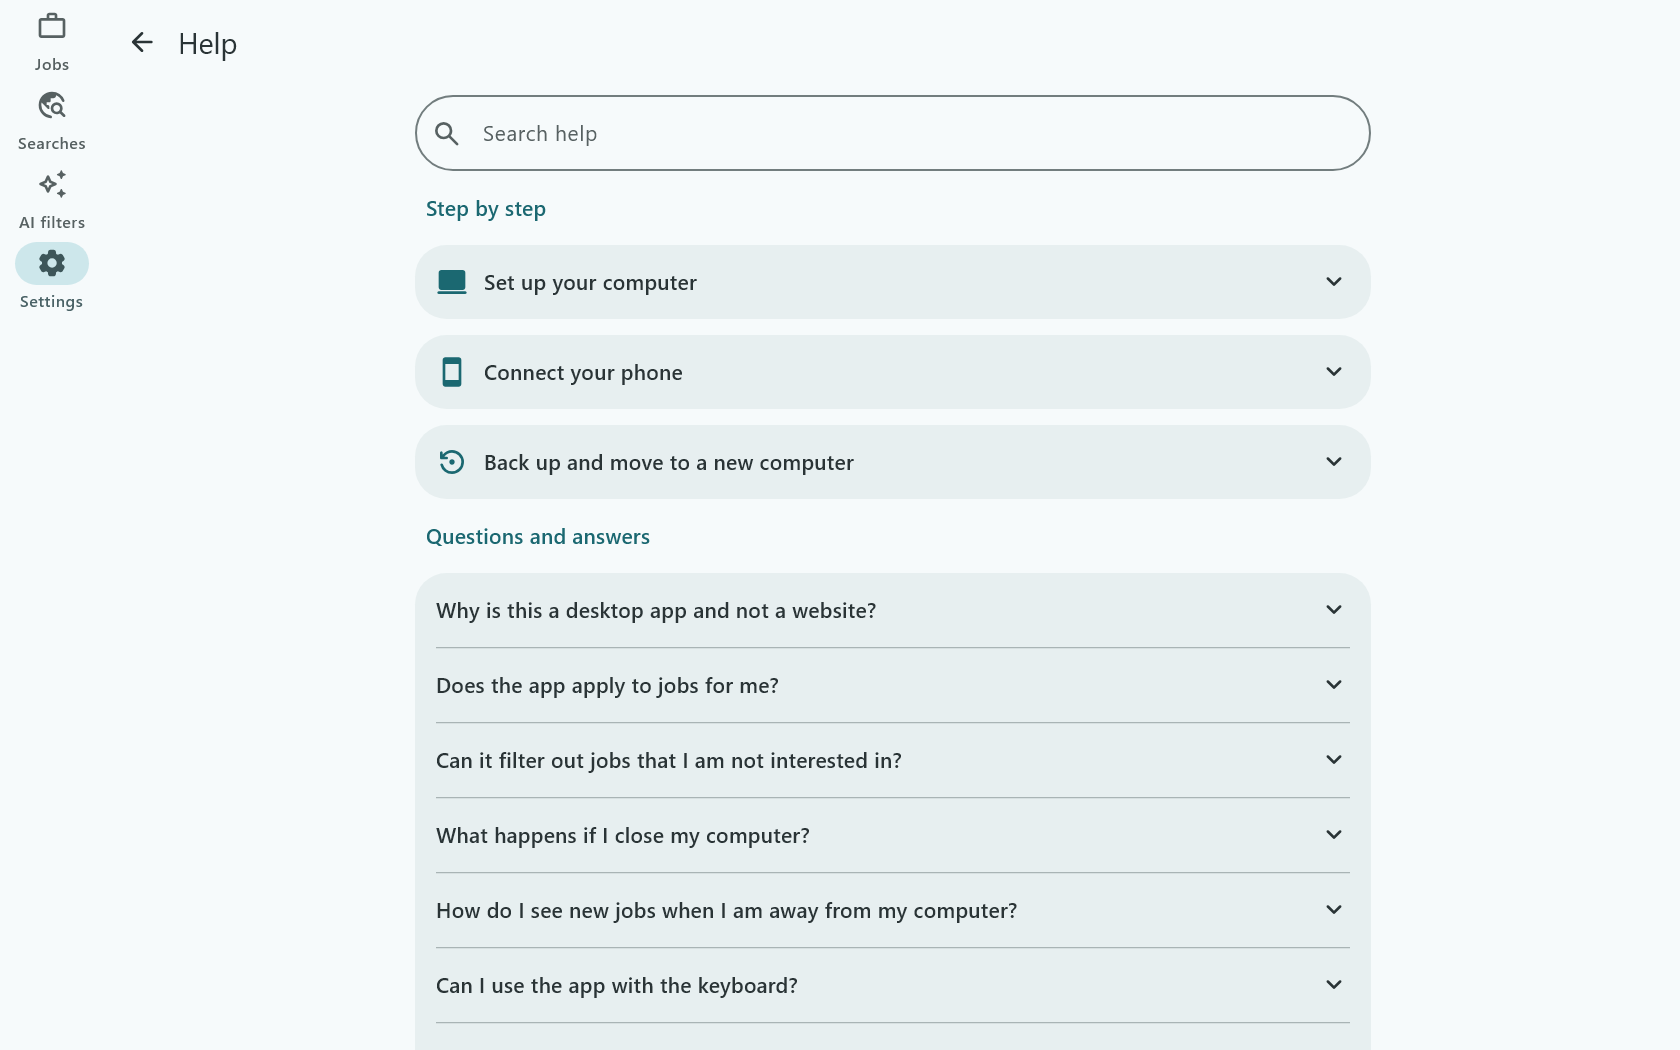 Jobs
Searches
AI filters
Settings
Help
Search help
Step by step
Set up your computer
Connect your phone
Back up and move to a new computer
Questions and answers
Why is this a desktop app and not a website?
Does the app apply to jobs for me?
Can it filter out jobs that I am not interested in?
What happens if I close my computer?
How do I see new jobs when I am away from my computer?
Can I use the app with the keyboard?